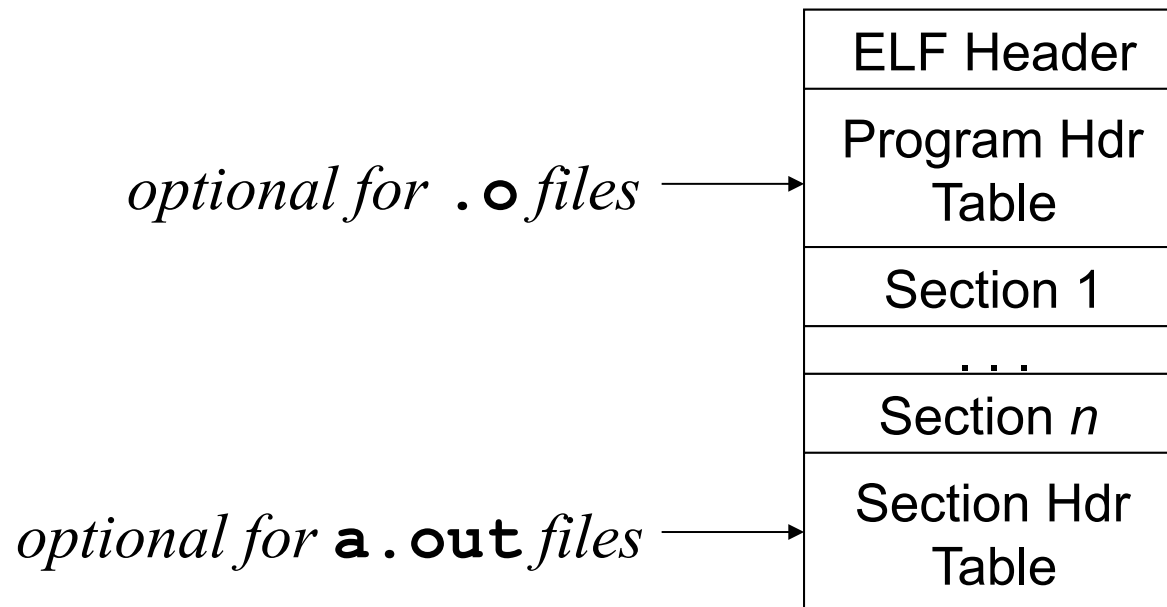 ELF Header
Program Hdr
Table
optional for .o files
Section 1
. . .
Section n
Section Hdr
Table
optional for a.out files